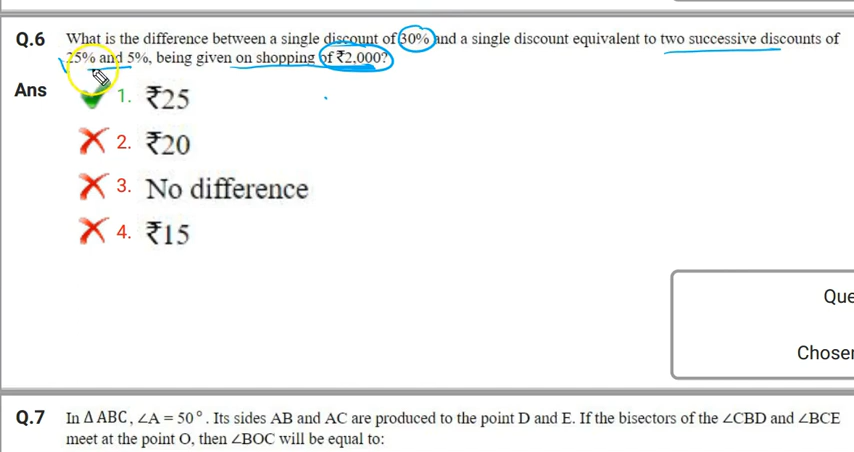 Q.6 What is the difference between a single discount of 30% and a single discount equivalent to two successive discounts of
25% and 5%, being given on shopping of ₹2,000?
Ans
1. ₹25
2. ₹20
3. No difference
4. ₹15
Que
Chosen
Q.7 In Δ ABC, ∠A = 50°. Its sides AB and AC are produced to the point D and E. If the bisectors of the ∠CBD and ∠BCE
meet at the point O, then ∠BOC will be equal to: